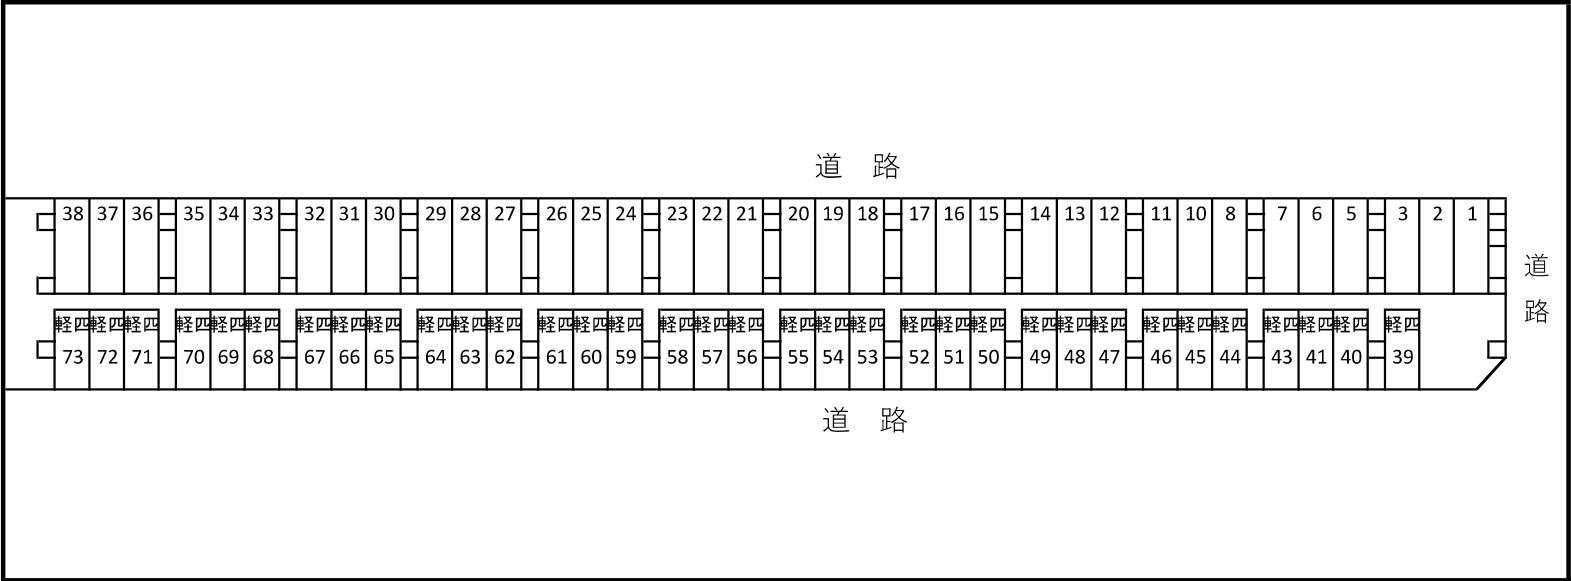 道 路
38 37 36 35 34 33 32 31 30 29 28 27 26 25 24 23 22 21 20 19 18 17 16 15 14 13 12 11 10 8 7 6 5 3 2 1
道
路
軽四 軽四 軽四 軽四 軽四 軽四 軽四 軽四 軽四 軽四 軽四 軽四 軽四 軽四 軽四 軽四 軽四 軽四 軽四 軽四 軽四 軽四 軽四 軽四 軽四 軽四 軽四 軽四 軽四 軽四 軽四 軽四 軽四 軽四
73 72 71 70 69 68 67 66 65 64 63 62 61 60 59 58 57 56 55 54 53 52 51 50 49 48 47 46 45 44 43 41 40 39
道 路